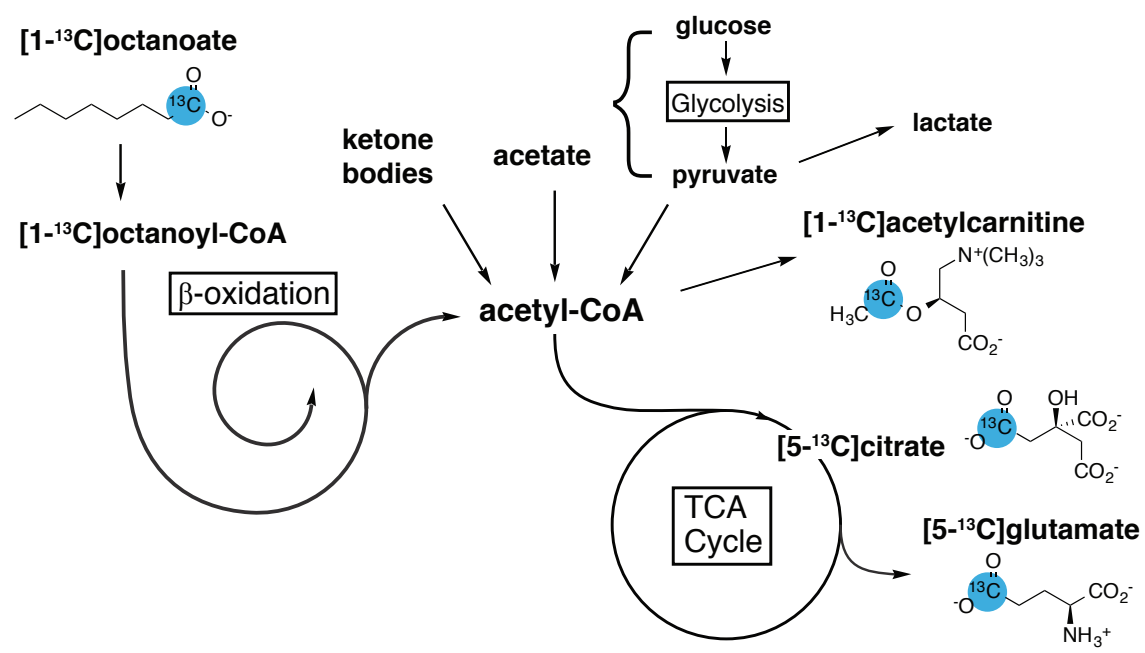 [1-¹³C]octanoate
O
¹³C
O⁻
[1-¹³C]octanoyl-CoA
β-oxidation
ketone
bodies
acetate
glucose
Glycolysis
pyruvate
lactate
acetyl-CoA
[1-¹³C]acetylcarnitine
N⁺(CH₃)₃
O
¹³C
H₃C
O
CO₂⁻
TCA
Cycle
[5-¹³C]citrate
O
OH
¹³C
CO₂⁻
⁻O
CO₂⁻
[5-¹³C]glutamate
O
¹³C
CO₂⁻
⁻O
NH₃⁺